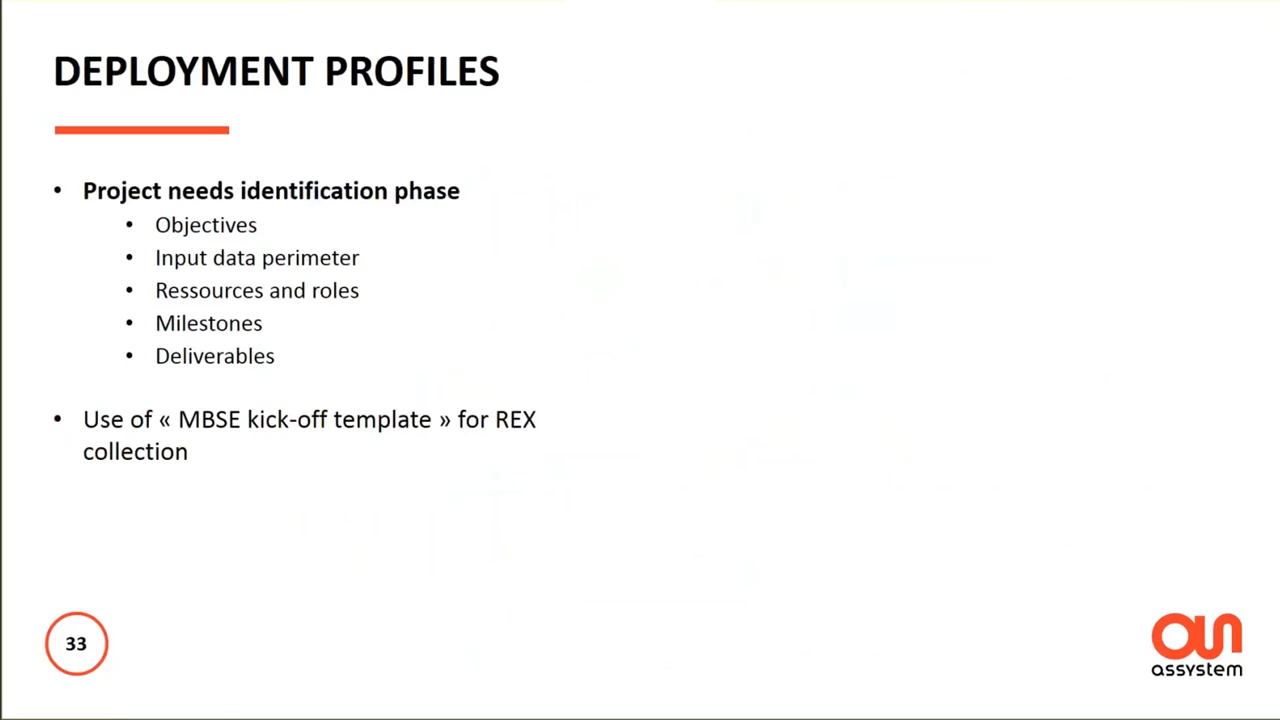 DEPLOYMENT PROFILES
• Project needs identification phase
• Objectives
• Input data perimeter
• Ressources and roles
• Milestones
• Deliverables
• Use of « MBSE kick-off template » for REX
collection
33
assystem